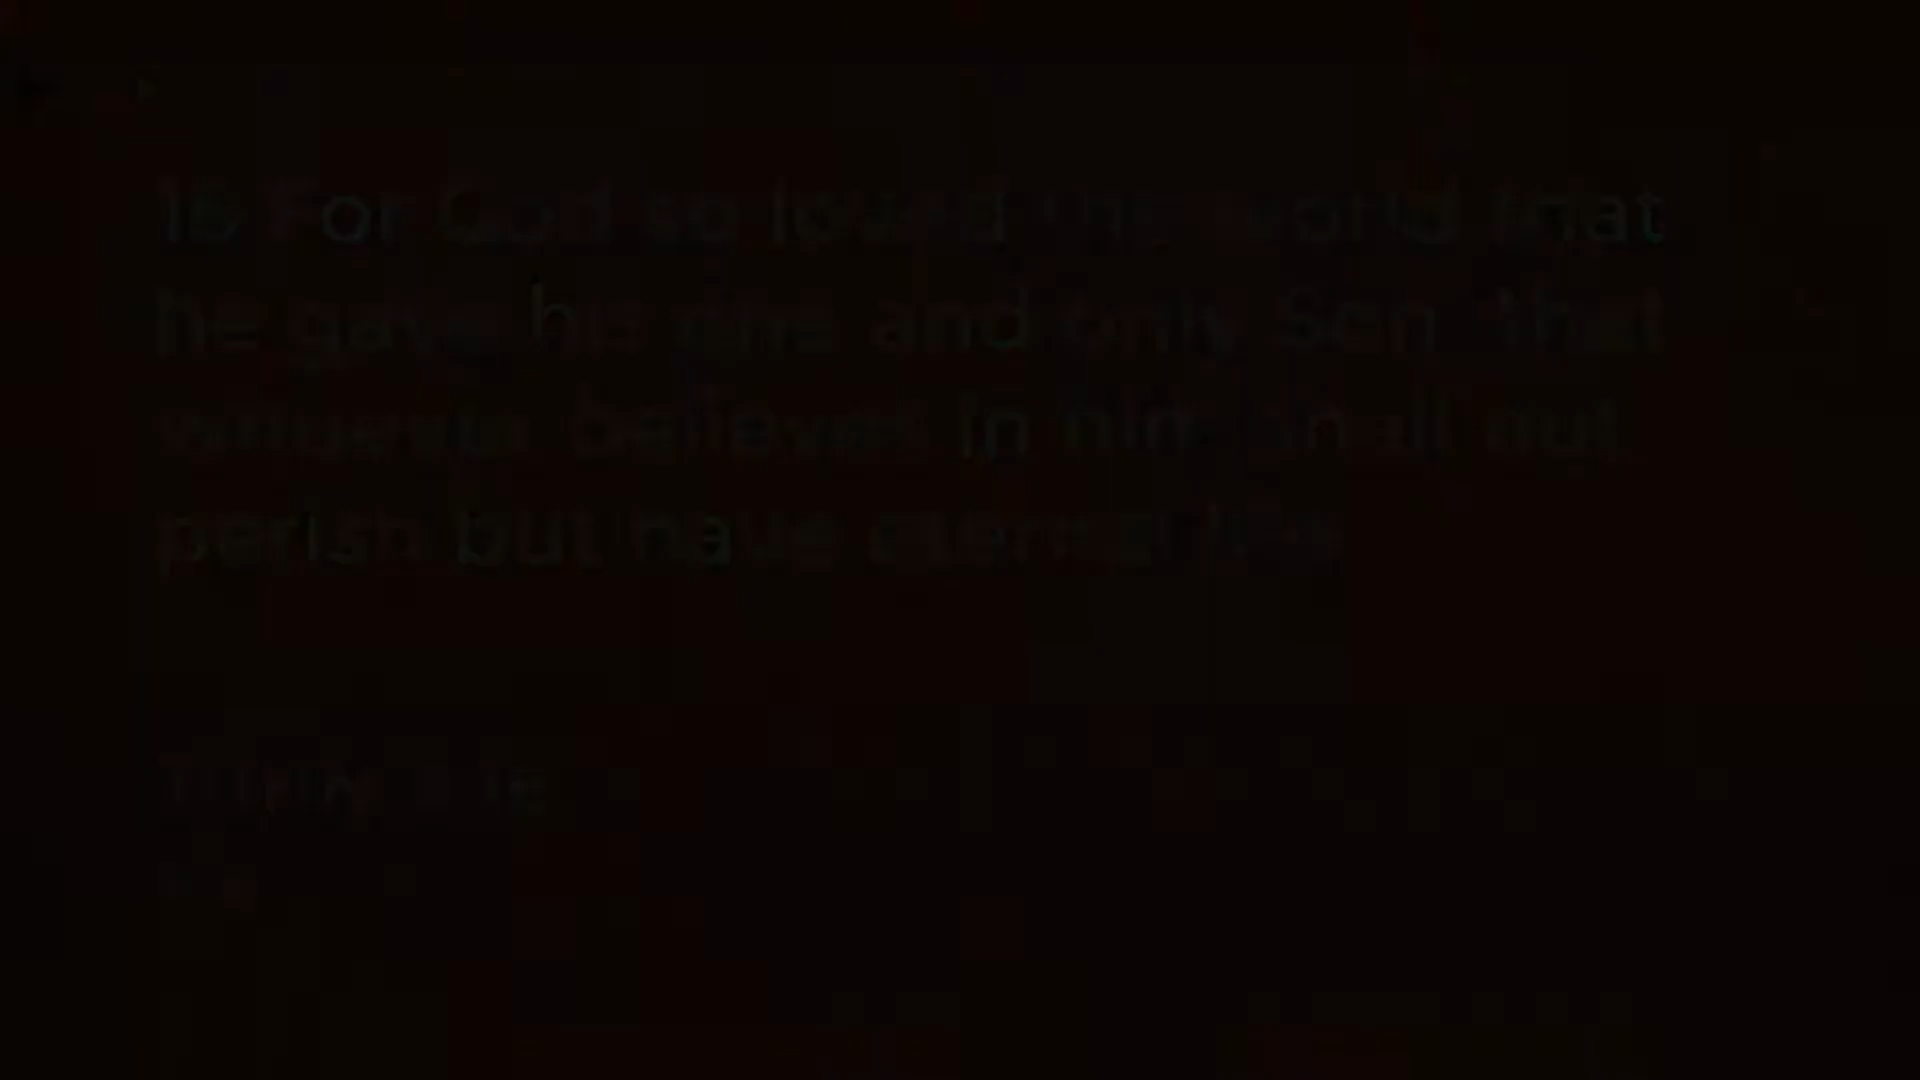 16 For God so loved the world that
he gave his one and only Son that
whoever believes in him shall not
perish but have eternal life